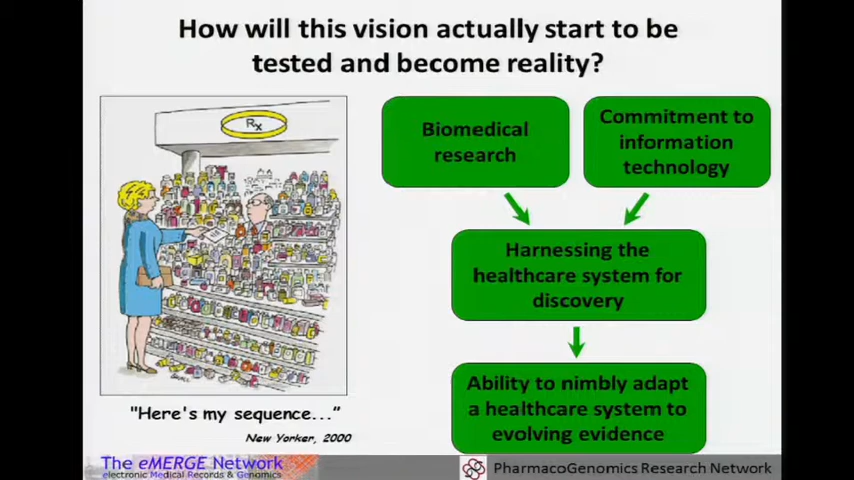 How will this vision actually start to be
tested and become reality?
Rx
"Here's my sequence..."
New Yorker, 2000
Biomedical
research
Commitment to
information
technology
Harnessing the
healthcare system for
discovery
Ability to nimbly adapt
a healthcare system to
evolving evidence
The eMERGE Network
electronic Medical Records & Genomics
PharmacoGenomics Research Network